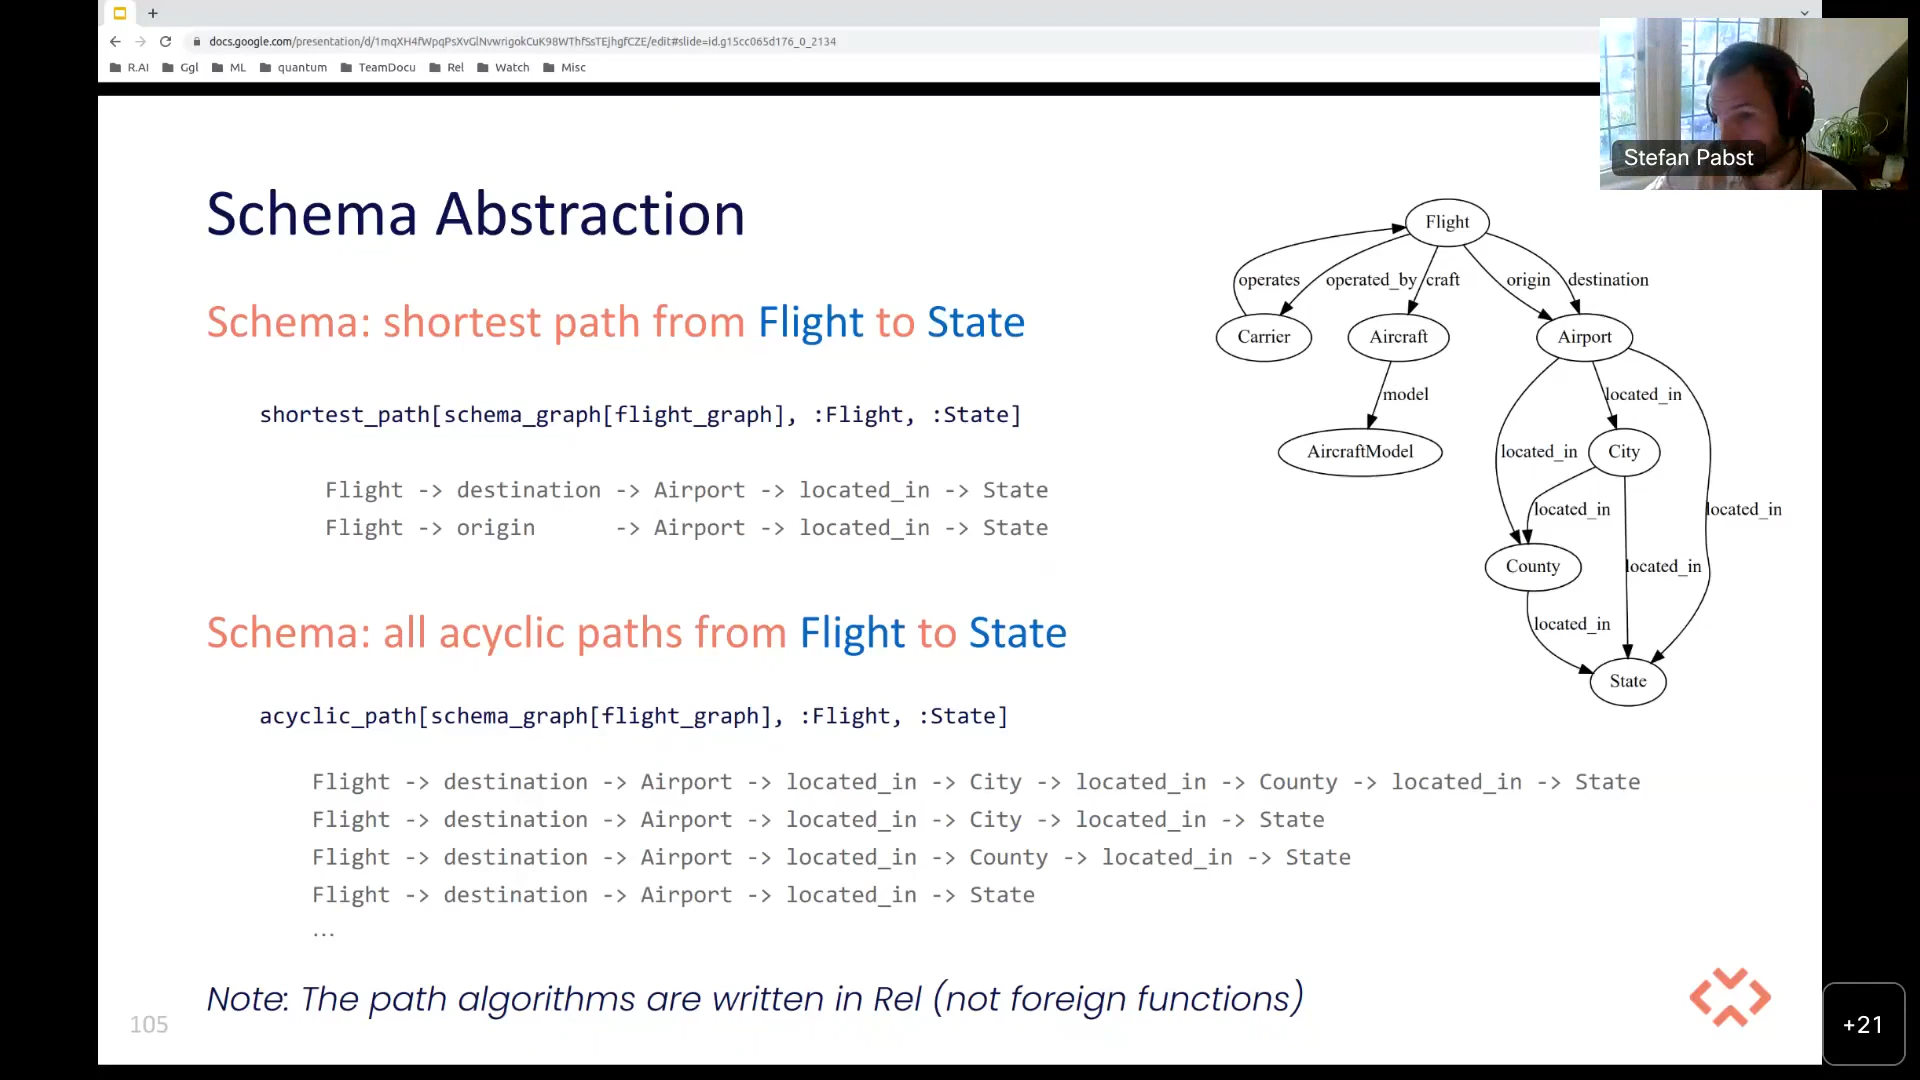 docs.google.com/presentation/d/1mqXH4fWpqPsXvGlNvwrigokCuK98WThfSsTEjhgfCZE/edit#slide=id.g15cc065d176_0_2134
R.AI Ggl ML quantum TeamDocu Rel Watch Misc
Stefan Pabst
Schema Abstraction
Schema: shortest path from Flight to State
shortest_path[schema_graph[flight_graph], :Flight, :State]
Flight -> destination -> Airport -> located_in -> State
Flight -> origin -> Airport -> located_in -> State
Schema: all acyclic paths from Flight to State
acyclic_path[schema_graph[flight_graph], :Flight, :State]
Flight -> destination -> Airport -> located_in -> City -> located_in -> County -> located_in -> State
Flight -> destination -> Airport -> located_in -> City -> located_in -> State
Flight -> destination -> Airport -> located_in -> County -> located_in -> State
Flight -> destination -> Airport -> located_in -> State
...
Note: The path algorithms are written in Rel (not foreign functions)
105
Flight
operates operated_by craft origin destination
Carrier Aircraft Airport
model located_in
AircraftModel located_in City
located_in located_in
County located_in
located_in
State
+21